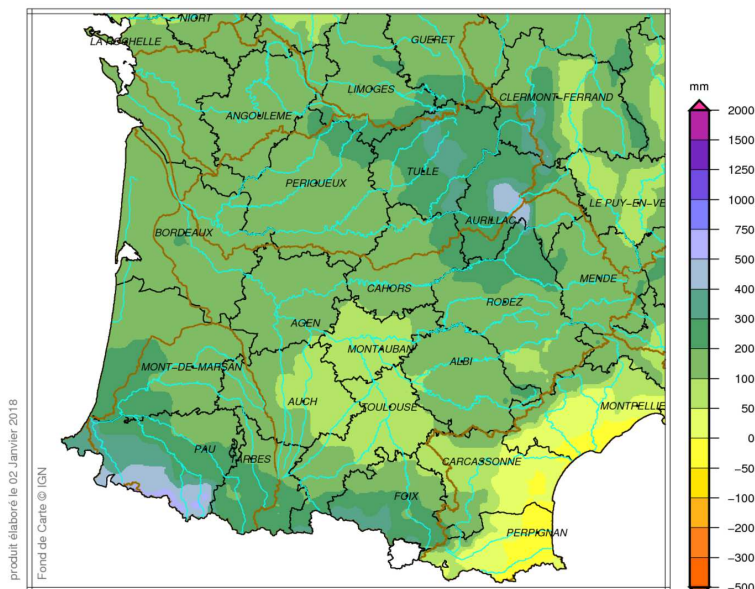 NIORT
LA ROCHELLE
GUERET
LIMOGES
CLERMONT-FERRAND
ANGOULEME
TULLE
PERIGUEUX
LE PUY-EN-VE
AURILLAC
BORDEAUX
MENDE
CAHORS
RODEZ
AGEN
MONTAUBAN
ALBI
MONT-DE-MARSAN
AUCH
TOULOUSE
MONTPELLIE
PAU
TARBES
CARCASSONNE
FOIX
PERPIGNAN
mm
2000
1500
1250
1000
750
500
400
300
200
100
50
0
-50
-100
-200
-300
-500
produit élaboré le 02 Janvier 2018
Fond de Carte © IGN